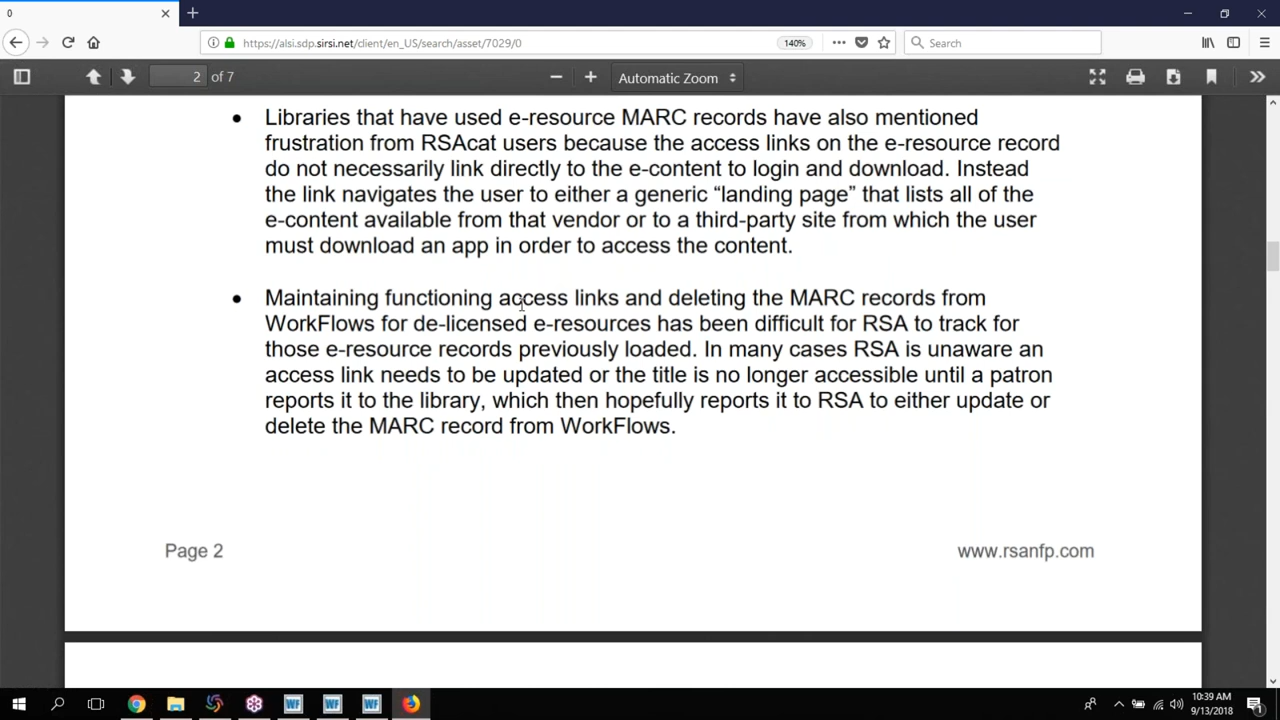 0
https://alsi.sdp.sirsi.net/client/en_US/search/asset/7029/0
140%
Search
2 of 7
Automatic Zoom
• Libraries that have used e-resource MARC records have also mentioned
frustration from RSAcat users because the access links on the e-resource record
do not necessarily link directly to the e-content to login and download. Instead
the link navigates the user to either a generic “landing page” that lists all of the
e-content available from that vendor or to a third-party site from which the user
must download an app in order to access the content.
• Maintaining functioning access links and deleting the MARC records from
WorkFlows for de-licensed e-resources has been difficult for RSA to track for
those e-resource records previously loaded. In many cases RSA is unaware an
access link needs to be updated or the title is no longer accessible until a patron
reports it to the library, which then hopefully reports it to RSA to either update or
delete the MARC record from WorkFlows.
Page 2
www.rsanfp.com
WF
WF
WF
10:39 AM
9/13/2018
1